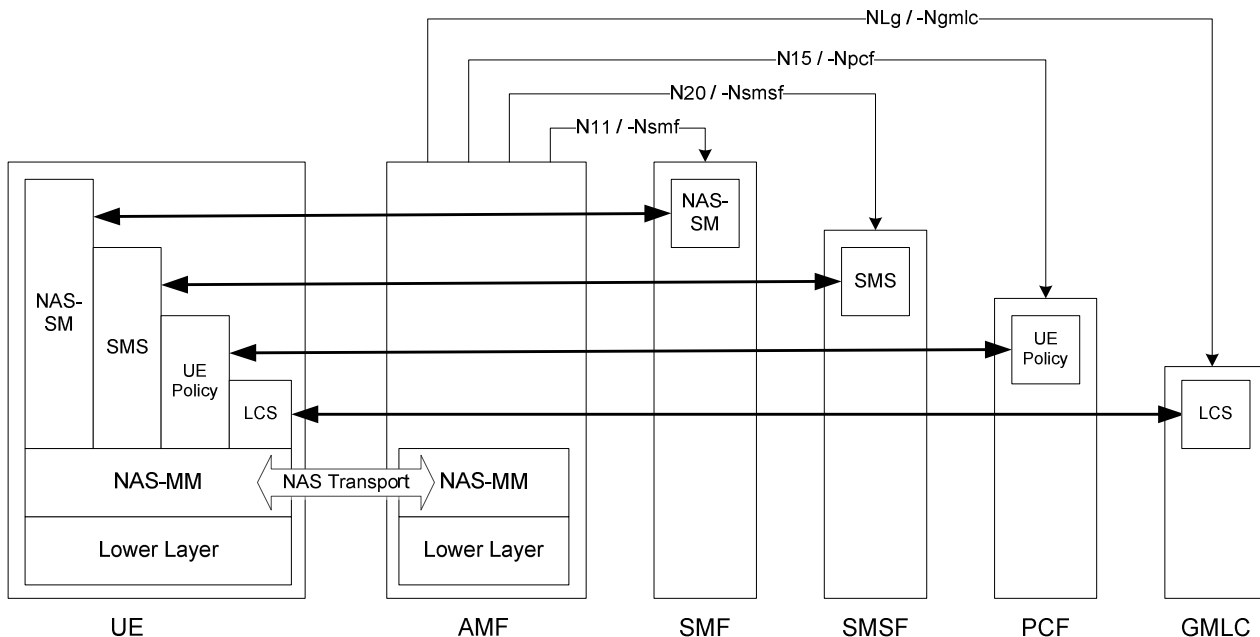 NLg / -Ngmlc
N15 / -Npcf
N20 / -Nsmsf
N11 / -Nsmf
NAS-
SM
SMS
UE
Policy
LCS
NAS-
SM
SMS
UE
Policy
LCS
NAS-MM
NAS Transport
NAS-MM
Lower Layer
Lower Layer
UE
AMF
SMF
SMSF
PCF
GMLC